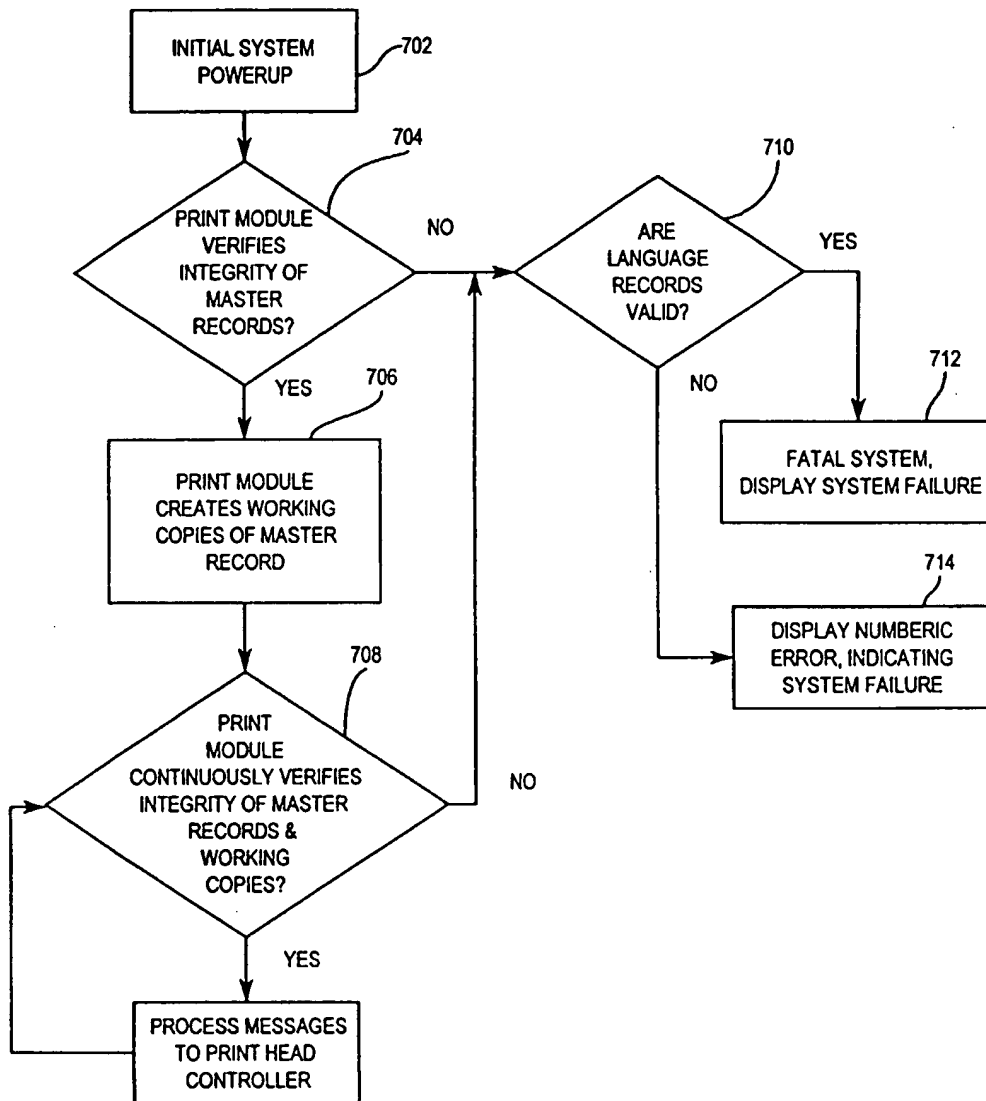 INITIAL SYSTEM
POWERUP
702
704
PRINT MODULE
VERIFIES
INTEGRITY OF
MASTER
RECORDS?
NO
YES
706
PRINT MODULE
CREATES WORKING
COPIES OF MASTER
RECORD
708
PRINT
MODULE
CONTINUOUSLY VERIFIES
INTEGRITY OF MASTER
RECORDS &
WORKING
COPIES?
NO
YES
PROCESS MESSAGES
TO PRINT HEAD
CONTROLLER
710
ARE
LANGUAGE
RECORDS
VALID?
YES
NO
712
FATAL SYSTEM,
DISPLAY SYSTEM FAILURE
714
DISPLAY NUMBERIC
ERROR, INDICATING
SYSTEM FAILURE